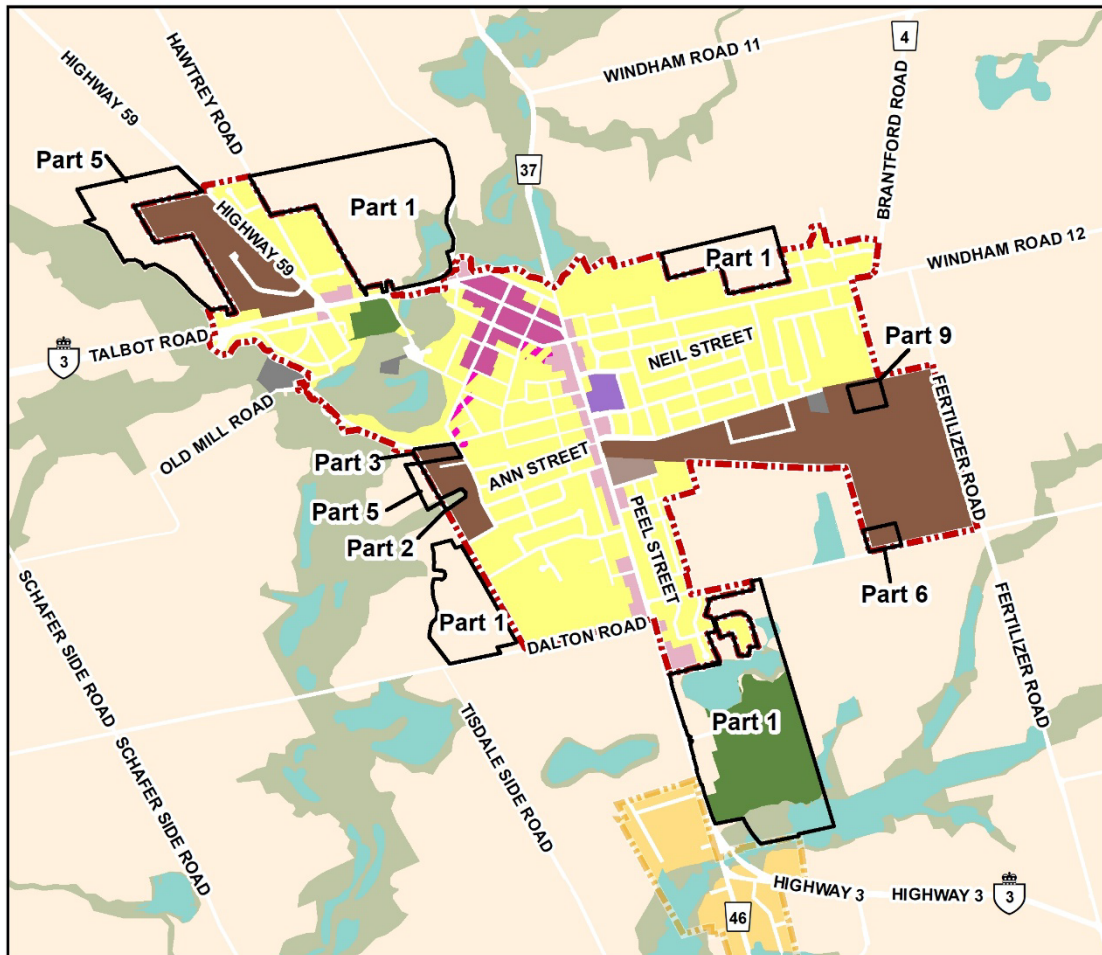 HIGHWAY 59
HAWTREY ROAD
WINDHAM ROAD 11
4
BRANTFORD ROAD
Part 5
37
Part 1
HIGHWAY 59
Part 1
WINDHAM ROAD 12
3
TALBOT ROAD
NEIL STREET
Part 9
FERTILIZER ROAD
OLD MILL ROAD
Part 3
ANN STREET
Part 5
PEEL STREET
Part 2
Part 6
SCHAFER SIDE ROAD
Part 1
DALTON ROAD
FERTILIZER ROAD
TISDALE SIDE ROAD
Part 1
SCHAFER SIDE ROAD
HIGHWAY 3
HIGHWAY 3
3
46